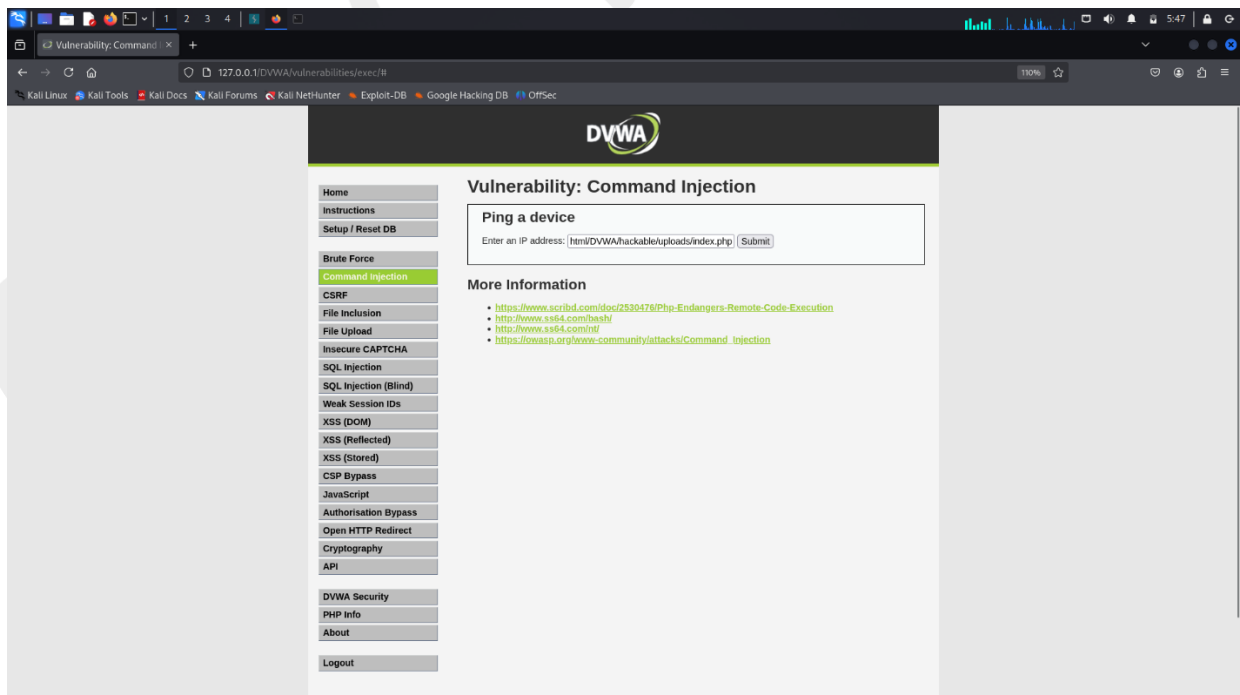 1 2 3 4
5:47
Vulnerability: Command I
127.0.0.1/DVWA/vulnerabilities/exec/#
110%
Kali Linux Kali Tools Kali Docs Kali Forums Kali NetHunter Exploit-DB Google Hacking DB OffSec
DVWA
Home
Instructions
Setup / Reset DB
Brute Force
Command Injection
CSRF
File Inclusion
File Upload
Insecure CAPTCHA
SQL Injection
SQL Injection (Blind)
Weak Session IDs
XSS (DOM)
XSS (Reflected)
XSS (Stored)
CSP Bypass
JavaScript
Authorisation Bypass
Open HTTP Redirect
Cryptography
API
DVWA Security
PHP Info
About
Logout
Vulnerability: Command Injection
Ping a device
Enter an IP address: html/DVWA/hackable/uploads/index.php Submit
More Information
https://www.scribd.com/doc/2530476/Php-Endangers-Remote-Code-Execution
http://www.ss64.com/bash/
http://www.ss64.com/nt/
https://owasp.org/www-community/attacks/Command_Injection